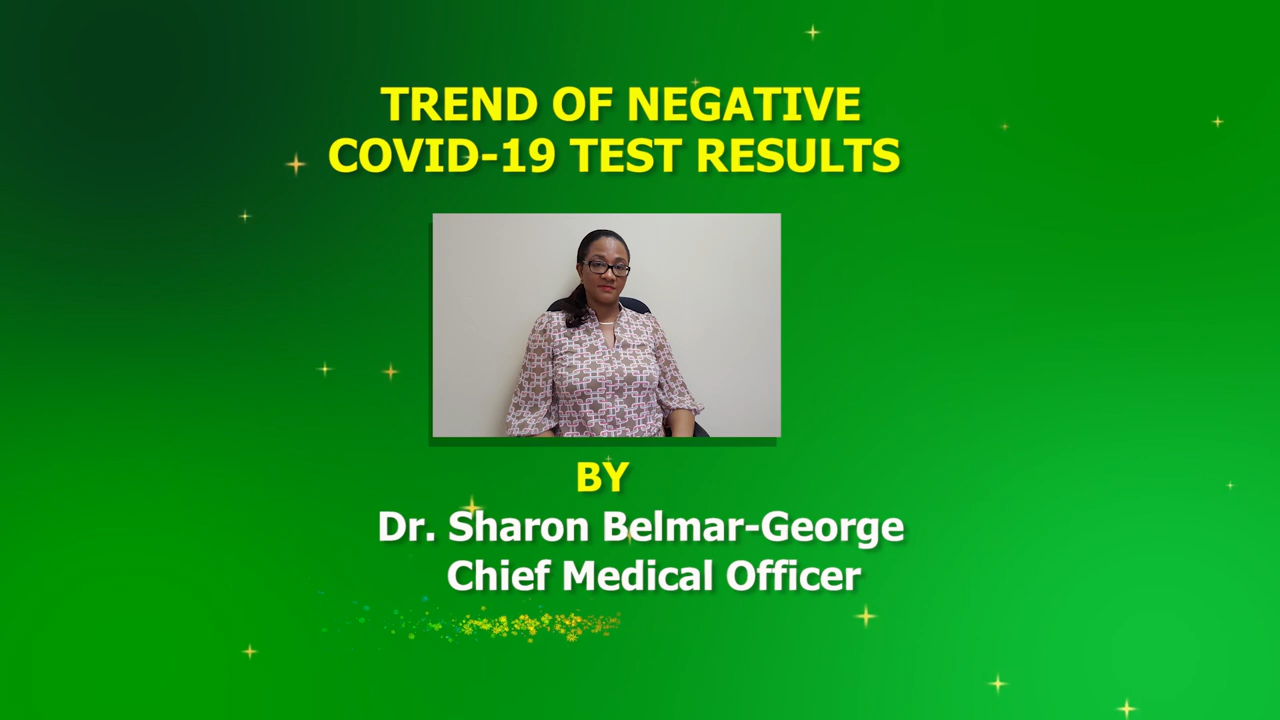 TREND OF NEGATIVE
COVID-19 TEST RESULTS
BY
Dr. Sharon Belmar-George
Chief Medical Officer